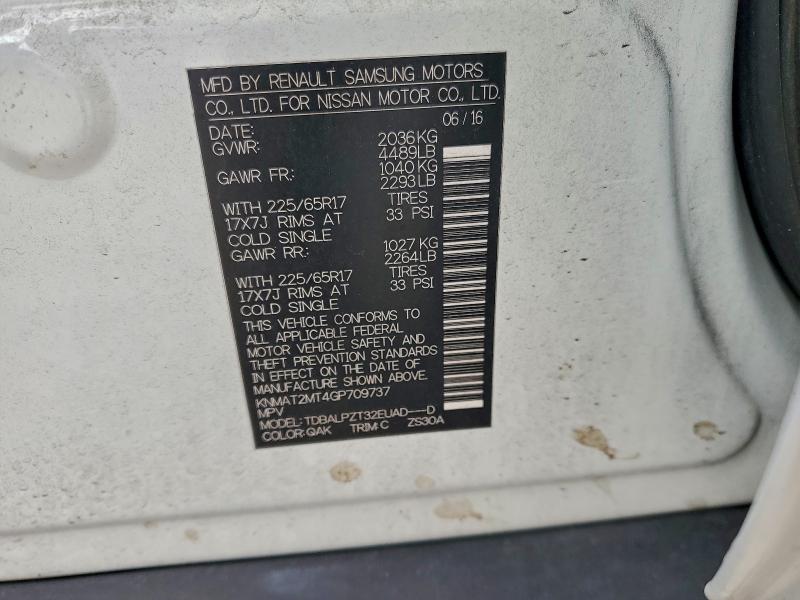 MFD BY RENAULT SAMSUNG MOTORS
CO., LTD. FOR NISSAN MOTOR CO., LTD.
DATE: 06/16
GVWR: 2036KG
4489LB
GAWR FR: 1040KG
2293LB
WITH 225/65R17 TIRES
17X7J RIMS AT 33 PSI
COLD SINGLE
GAWR RR: 1027KG
2264LB
WITH 225/65R17 TIRES
17X7J RIMS AT 33 PSI
COLD SINGLE
THIS VEHICLE CONFORMS TO
ALL APPLICABLE FEDERAL
MOTOR VEHICLE SAFETY AND
THEFT PREVENTION STANDARDS
IN EFFECT ON THE DATE OF
MANUFACTURE SHOWN ABOVE.
KNMAT2MT4GP709737
MPV
MODEL: TDBALPZT32EUAD---D
COLOR: QAK TRIM: C ZS30A